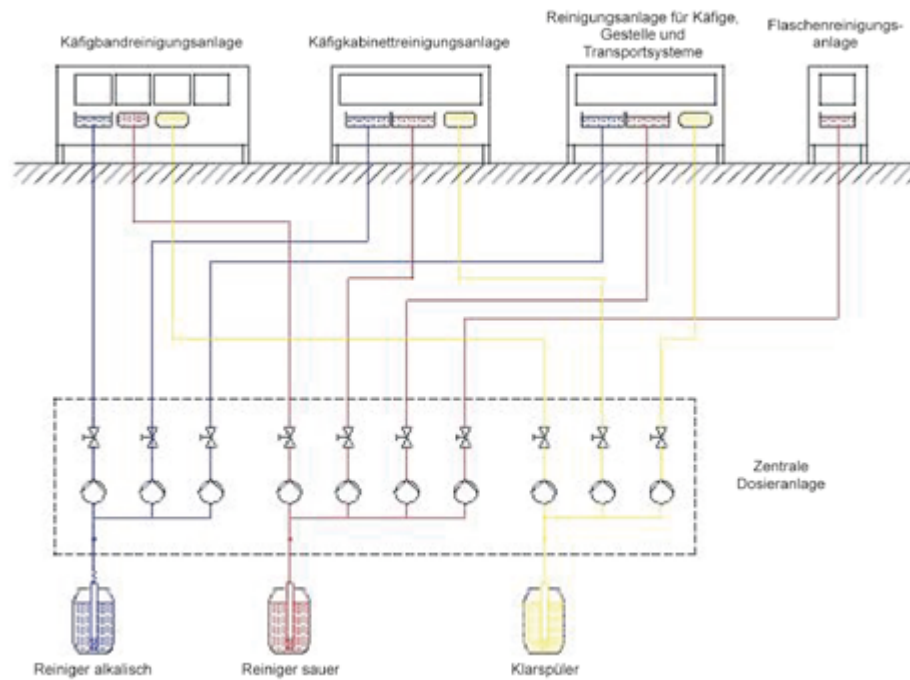 Käfigbandreinigungsanlage
Käfigkabinettreinigungsanlage
Reinigungsanlage für Käfige,
Gestelle und
Transportsysteme
Flaschenreinigungs-
anlage
Zentrale
Dosieranlage
Reiniger alkalisch
Reiniger sauer
Klarspüler